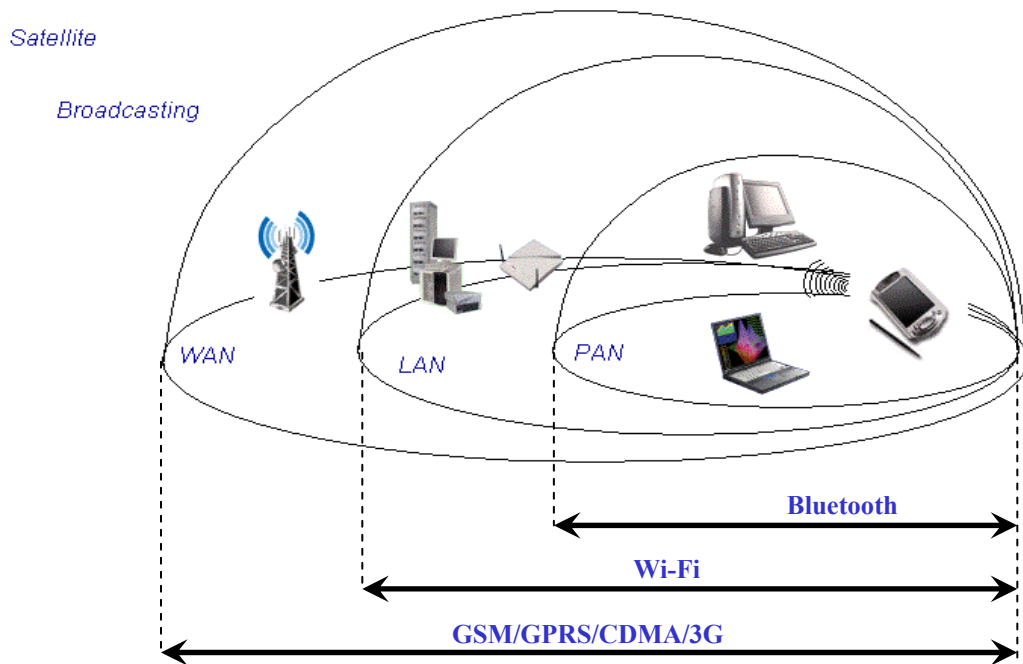 Satellite
Broadcasting
WAN
LAN
PAN
Bluetooth
Wi-Fi
GSM/GPRS/CDMA/3G